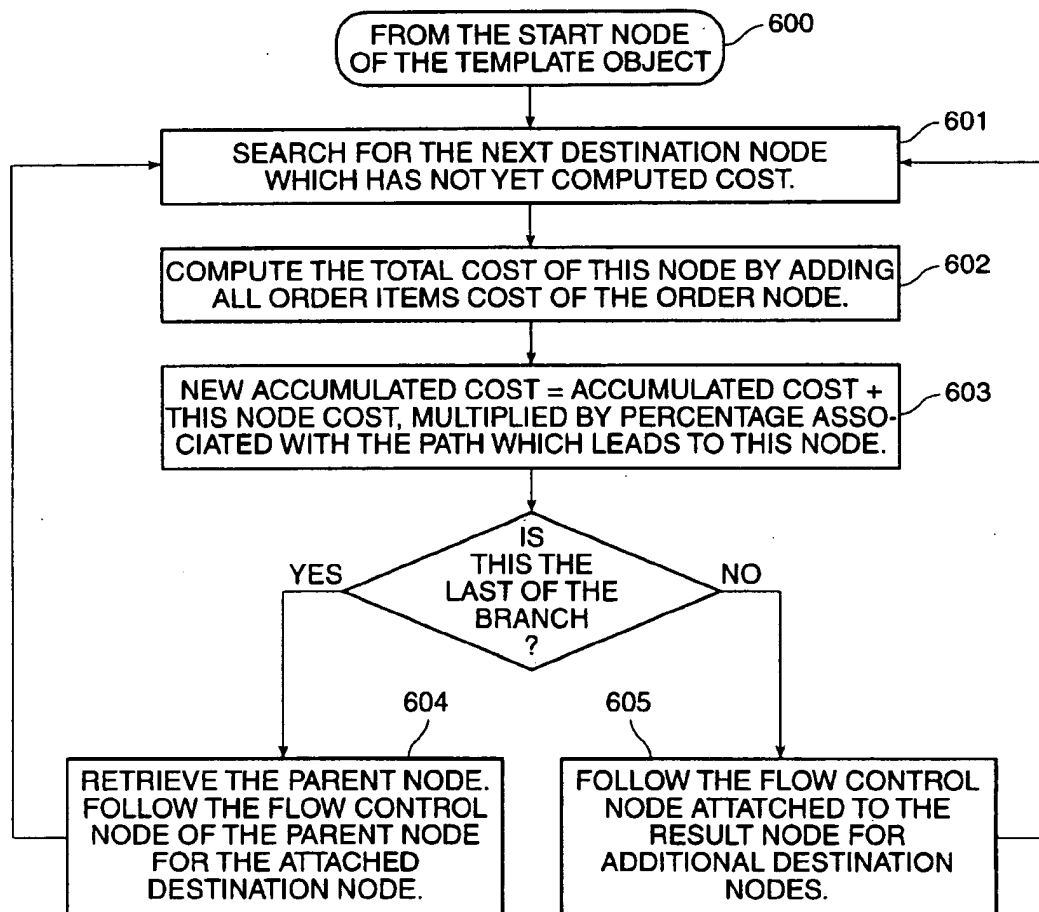 FROM THE START NODE
OF THE TEMPLATE OBJECT
600
601
SEARCH FOR THE NEXT DESTINATION NODE
WHICH HAS NOT YET COMPUTED COST.
COMPUTE THE TOTAL COST OF THIS NODE BY ADDING
ALL ORDER ITEMS COST OF THE ORDER NODE.
602
NEW ACCUMULATED COST = ACCUMULATED COST +
THIS NODE COST, MULTIPLIED BY PERCENTAGE ASSO-
CIATED WITH THE PATH WHICH LEADS TO THIS NODE.
603
IS
THIS THE
LAST OF THE
BRANCH
?
YES
NO
604
605
RETRIEVE THE PARENT NODE.
FOLLOW THE FLOW CONTROL
NODE OF THE PARENT NODE
FOR THE ATTACHED
DESTINATION NODE.
FOLLOW THE FLOW CONTROL
NODE ATTATCHED TO THE
RESULT NODE FOR
ADDITIONAL DESTINATION
NODES.